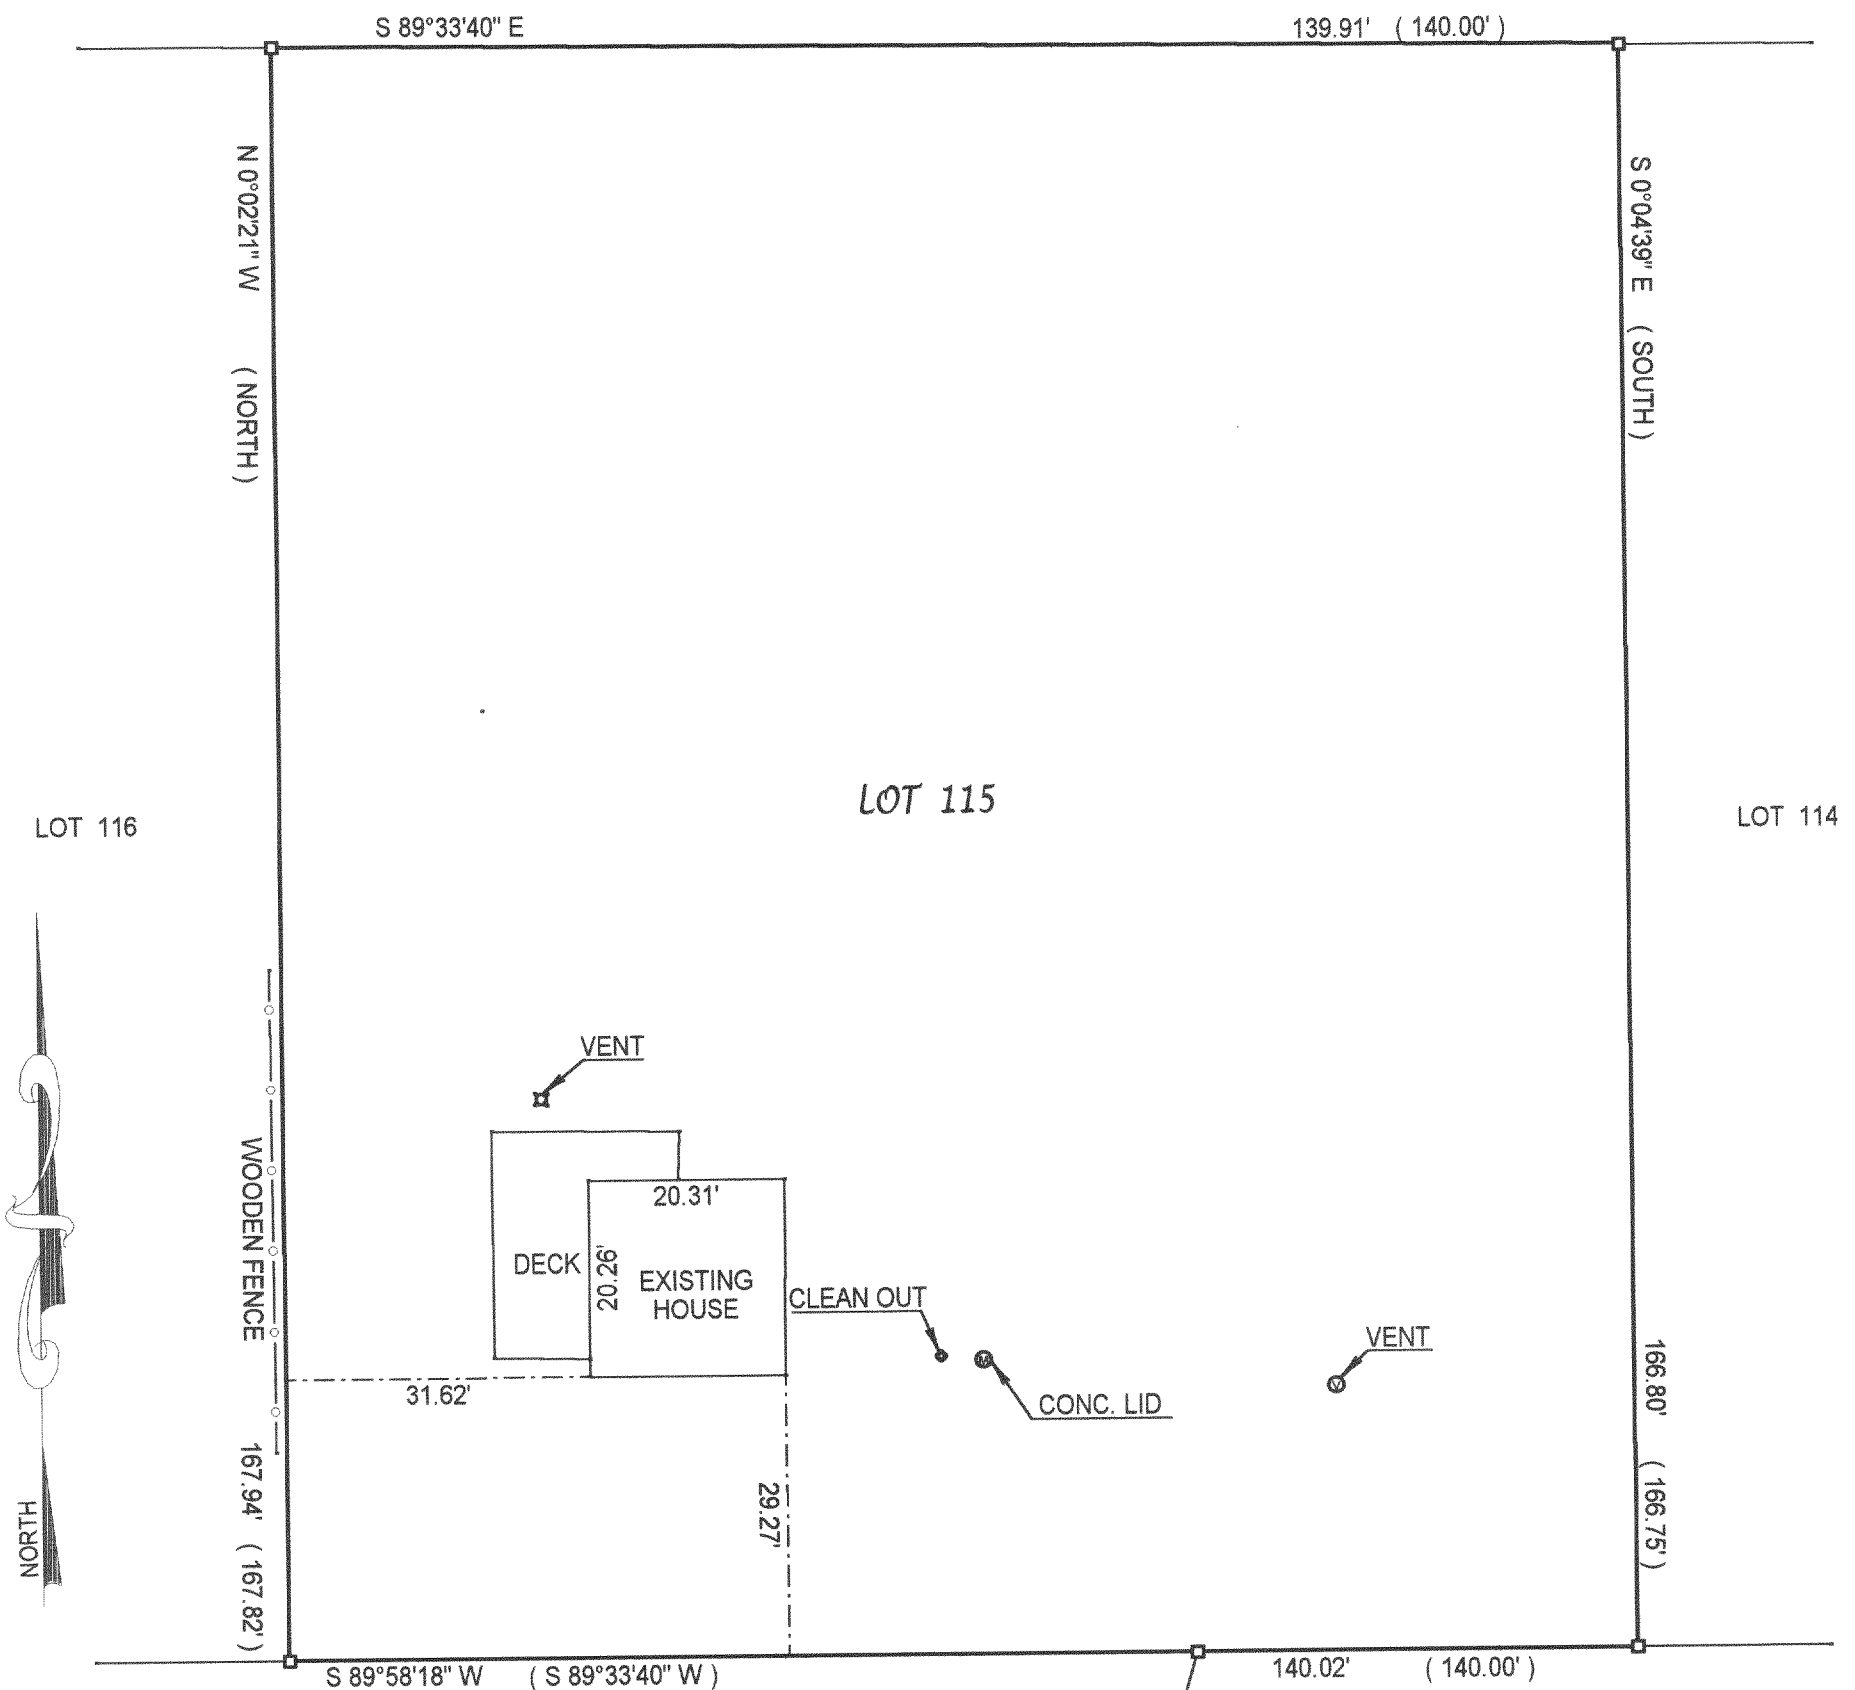 S 89°33'40" E
139.91' ( 140.00' )
N 0°02'21" W ( NORTH )
S 0°04'39" E ( SOUTH )
LOT 115
LOT 116
LOT 114
VENT
WOODEN FENCE
20.31'
DECK
20.26'
EXISTING
HOUSE
CLEAN OUT
M
CONC. LID
VENT
V
31.62'
29.27'
166.80' ( 166.75' )
167.94' ( 167.82' )
NORTH
S 89°58'18" W ( S 89°33'40" W )
140.02' ( 140.00' )